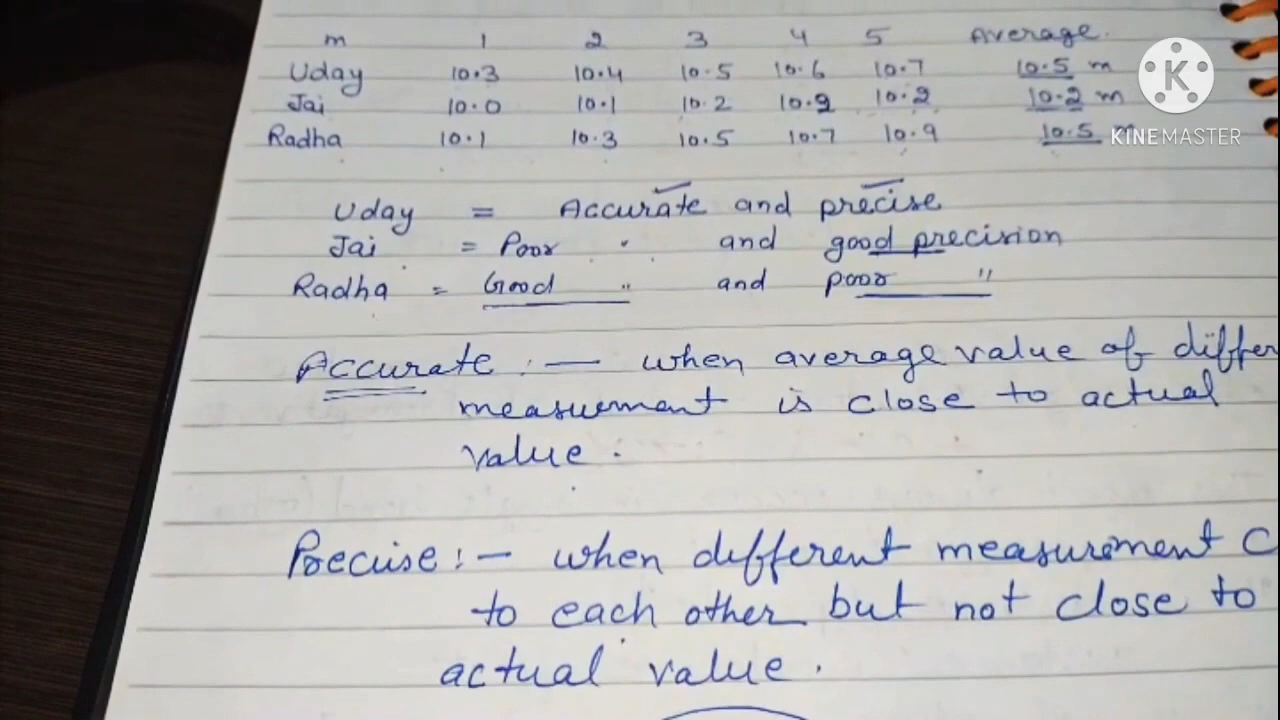 m 1 2 3 4 5 Average.
Uday 10.3 10.4 10.5 10.6 10.7 10.5 m
Jai 10.0 10.1 10.2 10.2 10.2 10.2 m
Radha 10.1 10.3 10.5 10.7 10.9 10.5 m
K
KINEMASTER
Uday = Accurate and precise
Jai = Poor " and good precision
Radha = Good " and poor "
Accurate :— when average value of differ
measurment is close to actual
value.
Precise :— when different measurement c
to each other but not close to
actual value.